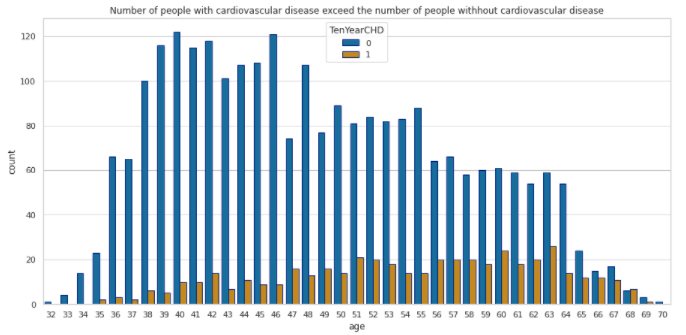 Number of people with cardiovascular disease exceed the number of people withhout cardiovascular disease
TenYearCHD
0
1
120
100
80
60
40
20
0
count
32 33 34 35 36 37 38 39 40 41 42 43 44 45 46 47 48 49 50 51 52 53 54 55 56 57 58 59 60 61 62 63 64 65 66 67 68 69 70
age